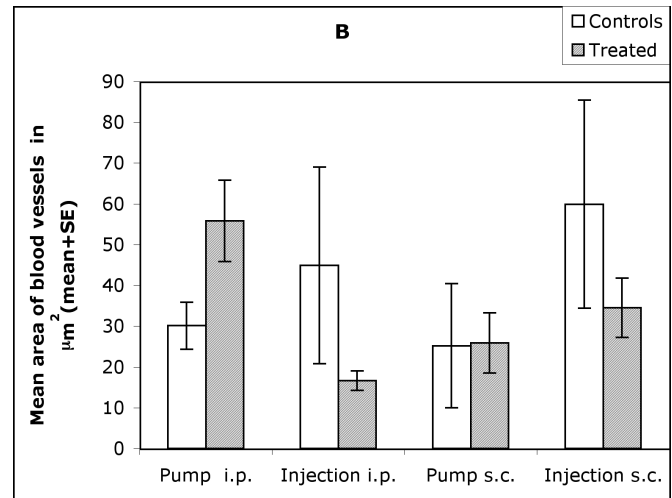 B
Controls
Treated
Mean area of blood vessels in
µm²(mean+SE)
90
80
70
60
50
40
30
20
10
0
Pump i.p.
Injection i.p.
Pump s.c.
Injection s.c.